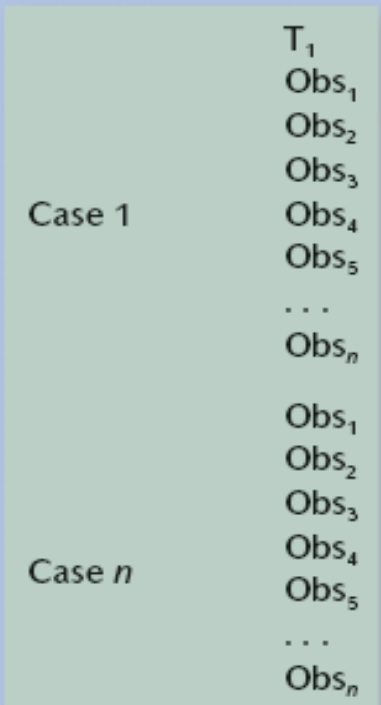 T₁
Obs₁
Obs₂
Obs₃
Case 1 Obs₄
Obs₅
. . .
Obsₙ
Obs₁
Obs₂
Obs₃
Obs₄
Case n
Obs₅
. . .
Obsₙ